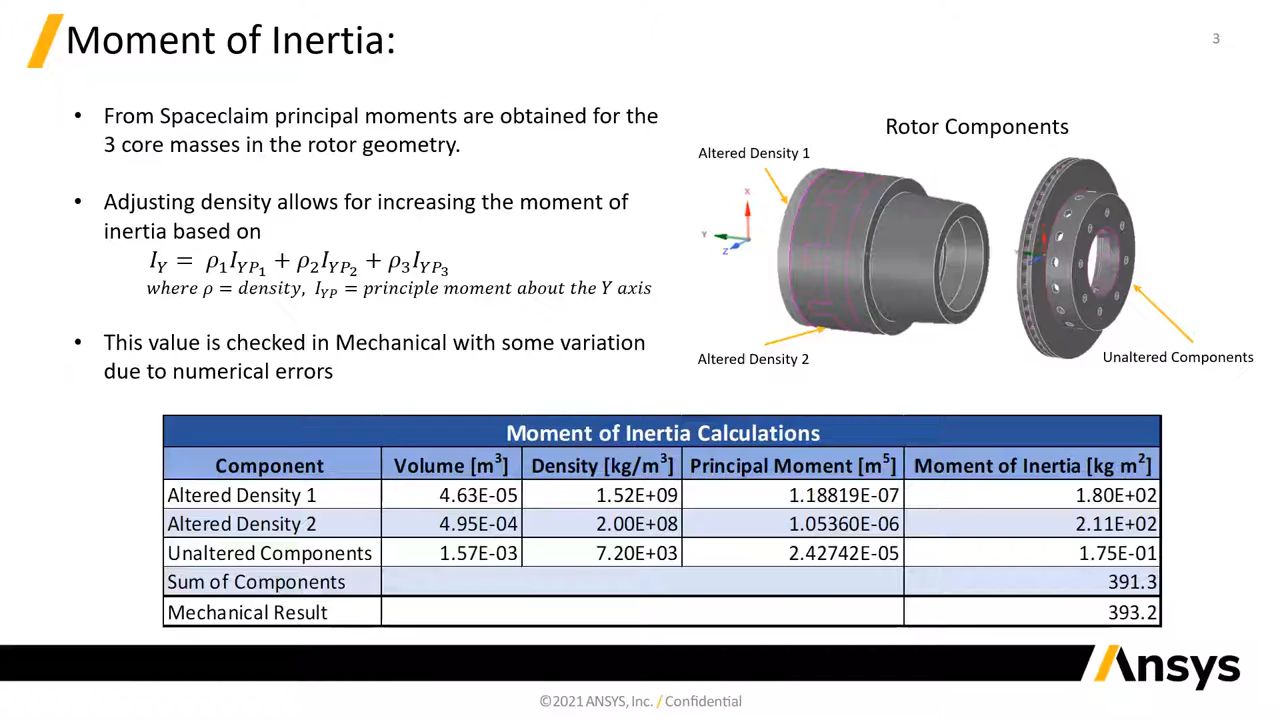 Moment of Inertia:
3
• From Spaceclaim principal moments are obtained for the
3 core masses in the rotor geometry.
• Adjusting density allows for increasing the moment of
inertia based on
I_Y = ρ₁I_YP₁ + ρ₂I_YP₂ + ρ₃I_YP₃
where ρ = density, I_YP = principle moment about the Y axis
• This value is checked in Mechanical with some variation
due to numerical errors
Rotor Components
Altered Density 1
X
Y
Z
Altered Density 2
Unaltered Components
Moment of Inertia Calculations
Component Volume [m³] Density [kg/m³] Principal Moment [m⁵] Moment of Inertia [kg m²]
Altered Density 1 4.63E-05 1.52E+09 1.18819E-07 1.80E+02
Altered Density 2 4.95E-04 2.00E+08 1.05360E-06 2.11E+02
Unaltered Components 1.57E-03 7.20E+03 2.42742E-05 1.75E-01
Sum of Components 391.3
Mechanical Result 393.2
Ansys
©2021 ANSYS, Inc. / Confidential